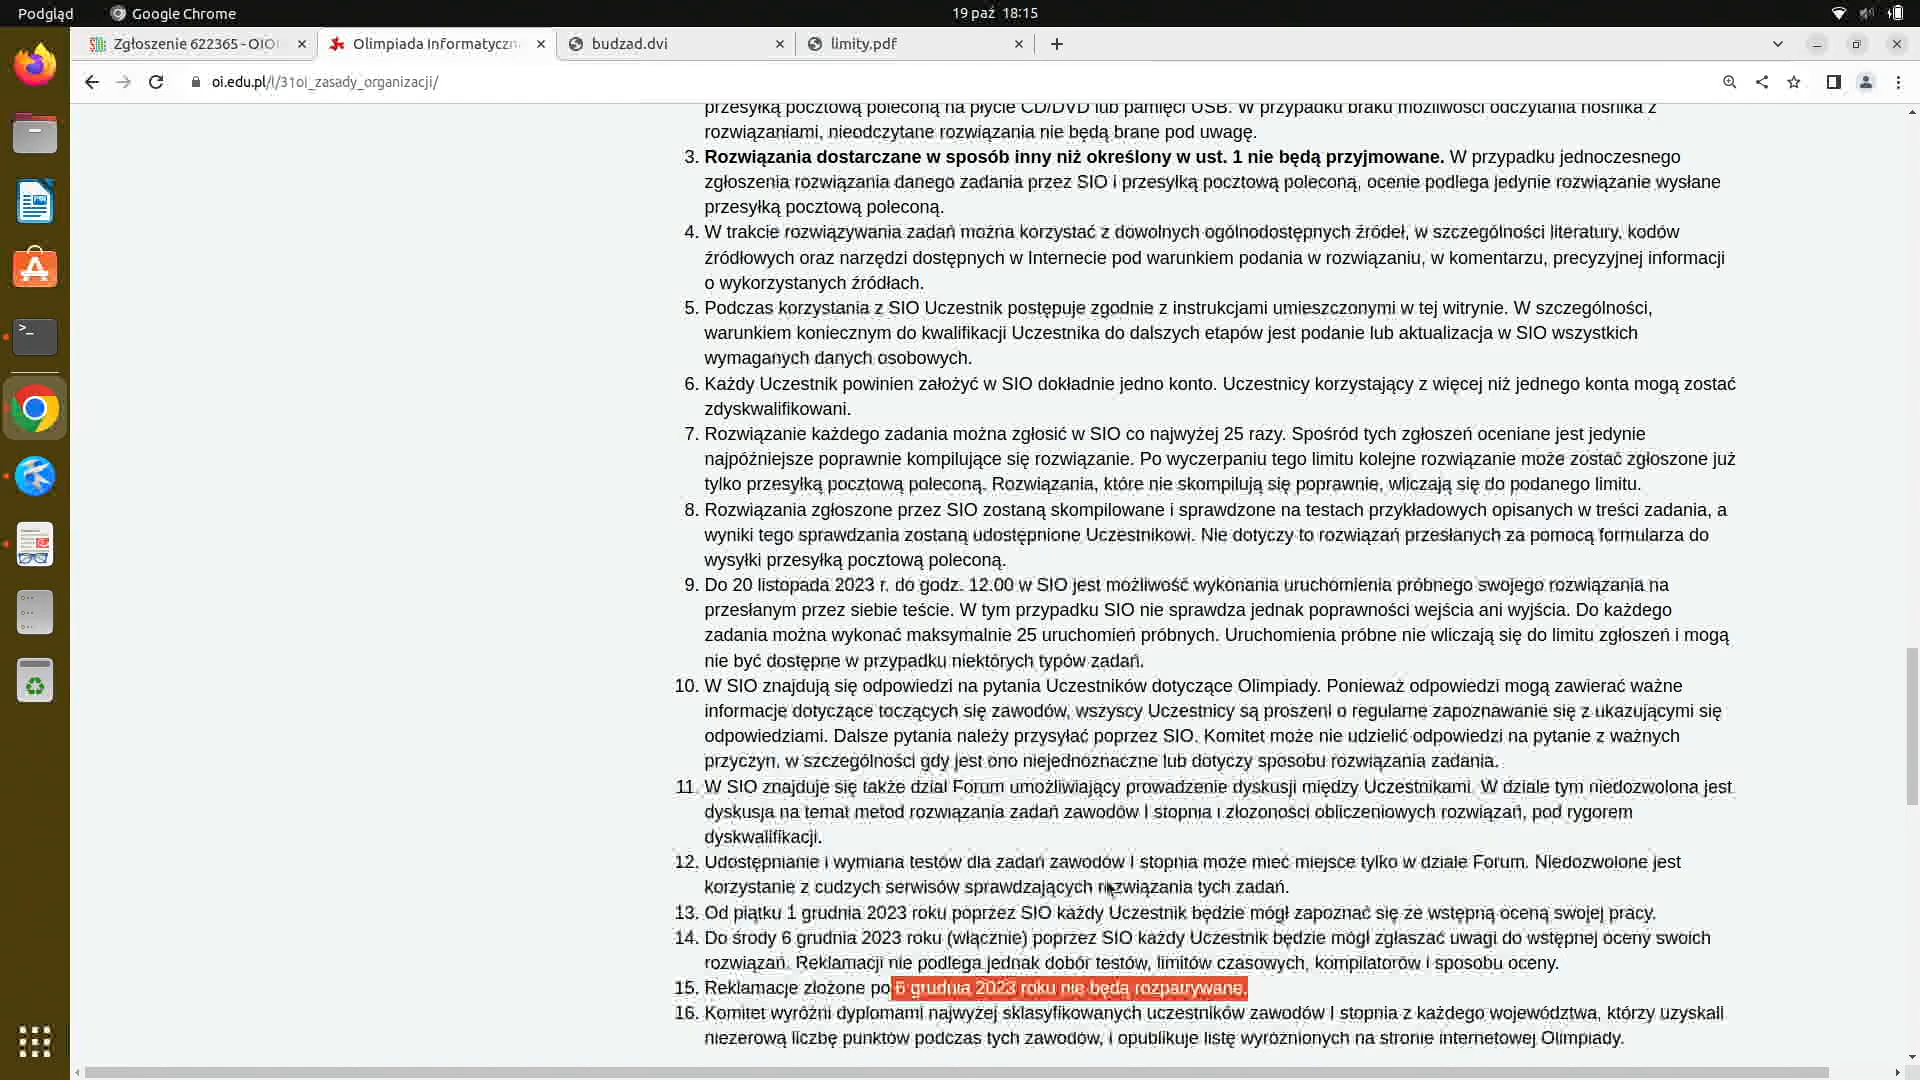 Podgląd
Google Chrome
19 paź 18:15
Zgłoszenie 622365 - OIOI
Olimpiada Informatyczn
budzad.dvi
limity.pdf
oi.edu.pl/l/31oi_zasady_organizacji/
przesyłką pocztową poleconą na płycie CD/DVD lub pamięci USB. W przypadku braku możliwości odczytania nośnika z
rozwiązaniami, nieodczytane rozwiązania nie będą brane pod uwagę.
3. Rozwiązania dostarczane w sposób inny niż określony w ust. 1 nie będą przyjmowane. W przypadku jednoczesnego
zgłoszenia rozwiązania danego zadania przez SIO i przesyłką pocztową poleconą, ocenie podlega jedynie rozwiązanie wysłane
przesyłką pocztową poleconą.
4. W trakcie rozwiązywania zadań można korzystać z dowolnych ogólnodostępnych źródeł, w szczególności literatury, kodów
źródłowych oraz narzędzi dostępnych w Internecie pod warunkiem podania w rozwiązaniu, w komentarzu, precyzyjnej informacji
o wykorzystanych źródłach.
5. Podczas korzystania z SIO Uczestnik postępuje zgodnie z instrukcjami umieszczonymi w tej witrynie. W szczególności,
warunkiem koniecznym do kwalifikacji Uczestnika do dalszych etapów jest podanie lub aktualizacja w SIO wszystkich
wymaganych danych osobowych.
6. Każdy Uczestnik powinien założyć w SIO dokładnie jedno konto. Uczestnicy korzystający z więcej niż jednego konta mogą zostać
zdyskwalifikowani.
7. Rozwiązanie każdego zadania można zgłosić w SIO co najwyżej 25 razy. Spośród tych zgłoszeń oceniane jest jedynie
najpóźniejsze poprawnie kompilujące się rozwiązanie. Po wyczerpaniu tego limitu kolejne rozwiązanie może zostać zgłoszone już
tylko przesyłką pocztową poleconą. Rozwiązania, które nie skompilują się poprawnie, wliczają się do podanego limitu.
8. Rozwiązania zgłoszone przez SIO zostaną skompilowane i sprawdzone na testach przykładowych opisanych w treści zadania, a
wyniki tego sprawdzania zostaną udostępnione Uczestnikowi. Nie dotyczy to rozwiązań przesłanych za pomocą formularza do
wysyłki przesyłką pocztową poleconą.
9. Do 20 listopada 2023 r. do godz. 12.00 w SIO jest możliwość wykonania uruchomienia próbnego swojego rozwiązania na
przesłanym przez siebie teście. W tym przypadku SIO nie sprawdza jednak poprawności wejścia ani wyjścia. Do każdego
zadania można wykonać maksymalnie 25 uruchomień próbnych. Uruchomienia próbne nie wliczają się do limitu zgłoszeń i mogą
nie być dostępne w przypadku niektórych typów zadań.
10. W SIO znajdują się odpowiedzi na pytania Uczestników dotyczące Olimpiady. Ponieważ odpowiedzi mogą zawierać ważne
informacje dotyczące toczących się zawodów, wszyscy Uczestnicy są proszeni o regularne zapoznawanie się z ukazującymi się
odpowiedziami. Dalsze pytania należy przysyłać poprzez SIO. Komitet może nie udzielić odpowiedzi na pytanie z ważnych
przyczyn, w szczególności gdy jest ono niejednoznaczne lub dotyczy sposobu rozwiązania zadania.
11. W SIO znajduje się także dział Forum umożliwiający prowadzenie dyskusji między Uczestnikami. W dziale tym niedozwolona jest
dyskusja na temat metod rozwiązania zadań zawodów I stopnia i złożoności obliczeniowych rozwiązań, pod rygorem
dyskwalifikacji.
12. Udostępnianie i wymiana testów dla zadań zawodów I stopnia może mieć miejsce tylko w dziale Forum. Niedozwolone jest
korzystanie z cudzych serwisów sprawdzających rozwiązania tych zadań.
13. Od piątku 1 grudnia 2023 roku poprzez SIO każdy Uczestnik będzie mógł zapoznać się ze wstępną oceną swojej pracy.
14. Do środy 6 grudnia 2023 roku (włącznie) poprzez SIO każdy Uczestnik będzie mógł zgłaszać uwagi do wstępnej oceny swoich
rozwiązań. Reklamacji nie podlega jednak dobór testów, limitów czasowych, kompilatorów i sposobu oceny.
15. Reklamacje złożone po 6 grudnia 2023 roku nie będą rozpatrywane.
16. Komitet wyróżni dyplomami najwyżej sklasyfikowanych uczestników zawodów I stopnia z każdego województwa, którzy uzyskali
niezerową liczbę punktów podczas tych zawodów, i opublikuje listę wyróżnionych na stronie internetowej Olimpiady.